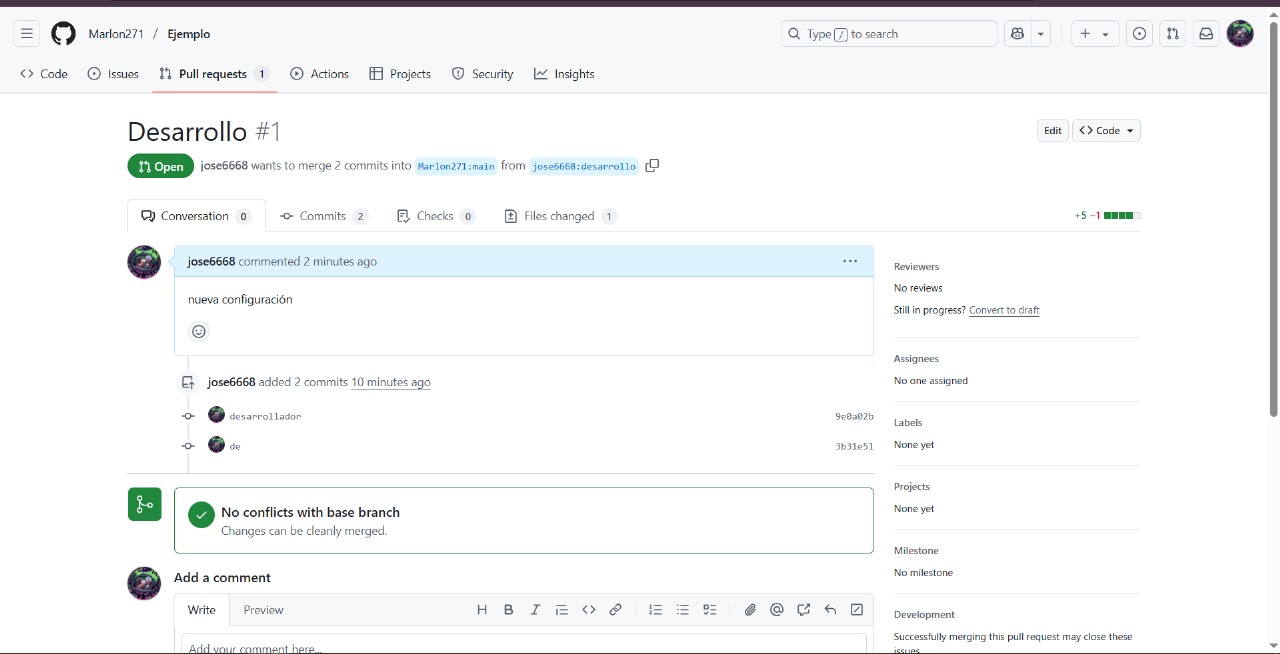 Marlon271 / Ejemplo
Type / to search
Code Issues Pull requests 1 Actions Projects Security Insights
Desarrollo #1
Edit Code
Open jose6668 wants to merge 2 commits into Marlon271:main from jose6668:desarrollo
Conversation 0 Commits 2 Checks 0 Files changed 1
+5 −1
jose6668 commented 2 minutes ago
nueva configuración
jose6668 added 2 commits 10 minutes ago
desarrollador 9e0a02b
de 3b31e51
No conflicts with base branch
Changes can be cleanly merged.
Add a comment
Write Preview H B I
Add your comment here...
Reviewers
No reviews
Still in progress? Convert to draft
Assignees
No one assigned
Labels
None yet
Projects
None yet
Milestone
No milestone
Development
Successfully merging this pull request may close these
issues.